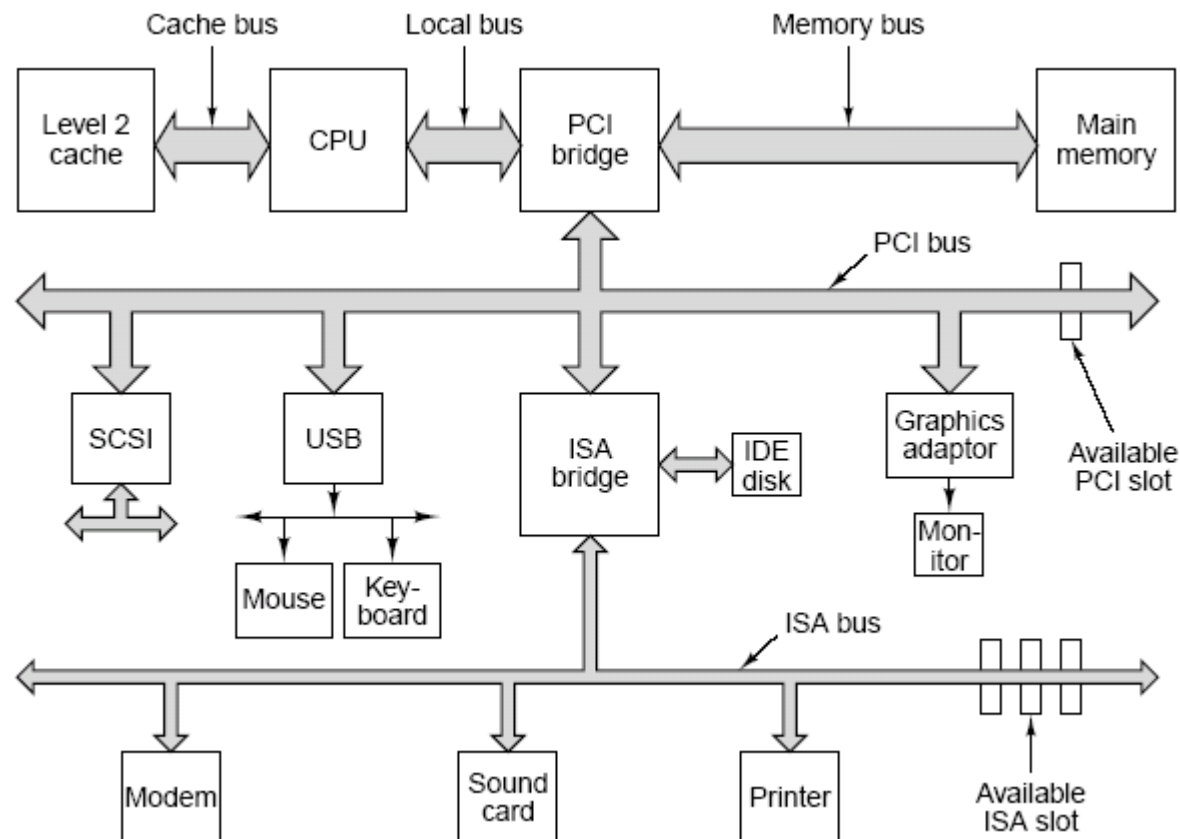 Cache bus
Local bus
Memory bus
Level 2
cache
CPU
PCI
bridge
Main
memory
PCI bus
SCSI
USB
ISA
bridge
IDE
disk
Graphics
adaptor
Available
PCI slot
Mon-
itor
Mouse
Key-
board
ISA bus
Modem
Sound
card
Printer
Available
ISA slot